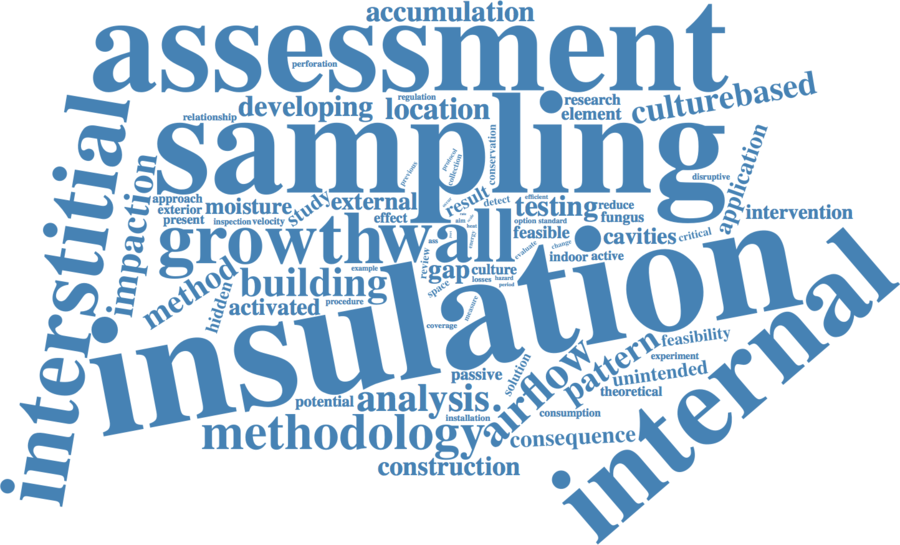 accumulation
assessment
perforation
regulation
relationship
developing
location
research
element
culturebased
sampling
interstitial
impaction
previous
protocol
collection
conservation
disruptive
application
approach
exterior
present
moisture
inspection
velocity
study
external
effect
result
detect
efficient
testing
reduce
fungus
option
standard
intervention
growth
wall
feasible
cavities
critical
indoor
active
change
evaluate
energy
heat
aim
method
hidden
building
activated
procedure
example
review
gap
culture
losses
hazard
period
space
measure
coverage
insulation
internal
passive
solution
airflow
pattern
feasibility
experiment
unintended
theoretical
potential
analysis
installation
consumption
methodology
consequence
construction